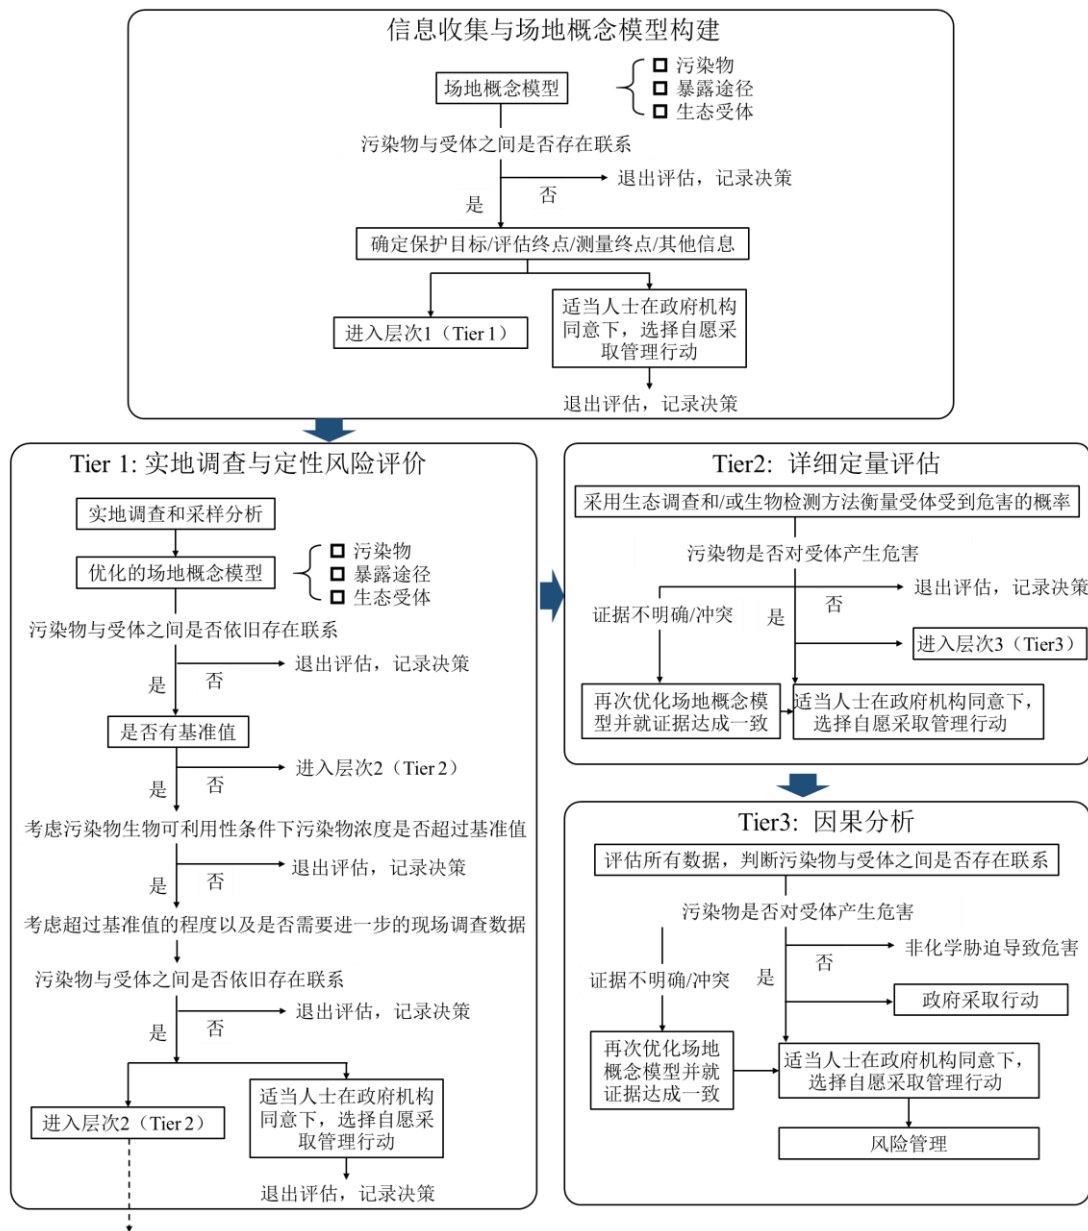 信息收集与场地概念模型构建
场地概念模型
污染物
暴露途径
生态受体
污染物与受体之间是否存在联系
否
退出评估，记录决策
是
确定保护目标/评估终点/测量终点/其他信息
进入层次1（Tier 1）
适当人士在政府机构
同意下，选择自愿采
取管理行动
退出评估，记录决策
Tier 1: 实地调查与定性风险评价
实地调查和采样分析
优化的场地概念模型
污染物
暴露途径
生态受体
污染物与受体之间是否依旧存在联系
否
退出评估，记录决策
是
是否有基准值
否
进入层次2（Tier 2）
是
考虑污染物生物可利用性条件下污染物浓度是否超过基准值
否
退出评估，记录决策
是
考虑超过基准值的程度以及是否需要进一步的现场调查数据
污染物与受体之间是否依旧存在联系
否
退出评估，记录决策
是
进入层次2（Tier 2）
适当人士在政府机构
同意下，选择自愿采
取管理行动
退出评估，记录决策
Tier2: 详细定量评估
采用生态调查和/或生物检测方法衡量受体受到危害的概率
污染物是否对受体产生危害
退出评估，记录决策
否
证据不明确/冲突
是
进入层次3（Tier3）
再次优化场地概念模
型并就证据达成一致
适当人士在政府机构同意下，
选择自愿采取管理行动
Tier3: 因果分析
评估所有数据，判断污染物与受体之间是否存在联系
污染物是否对受体产生危害
非化学胁迫导致危害
否
证据不明确/冲突
是
政府采取行动
再次优化场地
概念模型并就
证据达成一致
适当人士在政府机构同意下，
选择自愿采取管理行动
风险管理